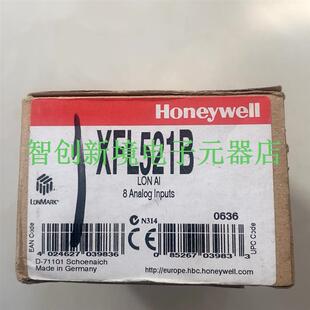 Honeywell
XFL521B
智创新境电子元器店
LON AI
8 Analog Inputs
LONMARK®
N314
0636
EAN Code
4 024627 039836
0 85267 03983 3
UPC Code
D-71101 Schoenaich
Made in Germany
http://europe.hbc.honeywell.com